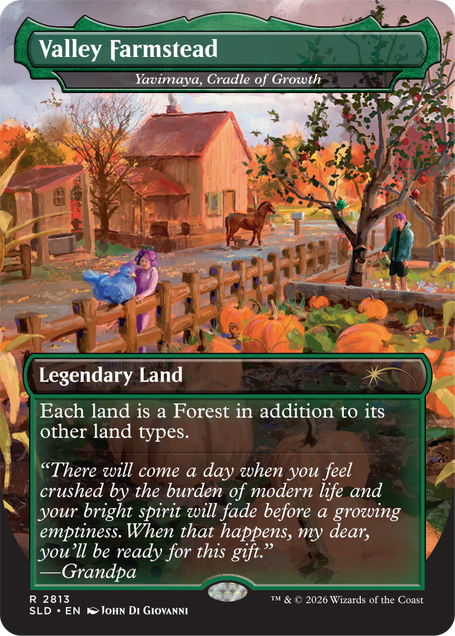 Valley Farmstead
Yavimaya, Cradle of Growth
Legendary Land
Each land is a Forest in addition to its
other land types.
“There will come a day when you feel
crushed by the burden of modern life and
your bright spirit will fade before a growing
emptiness. When that happens, my dear,
you’ll be ready for this gift.”
—Grandpa
R 2813
SLD • EN John Di Giovanni
™ & © 2026 Wizards of the Coast